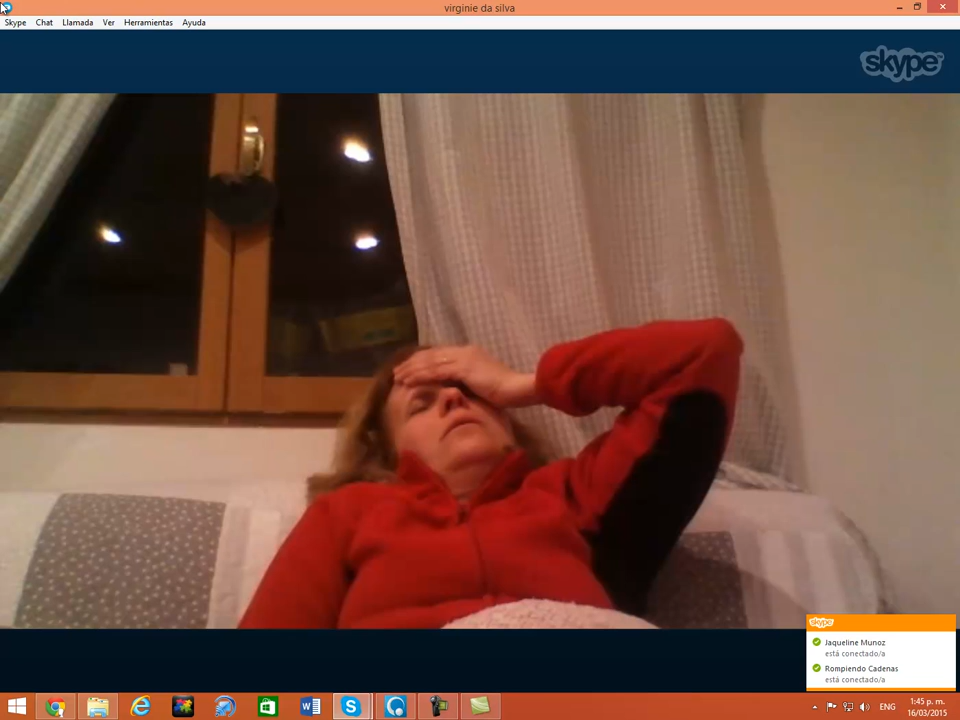 virginie da silva
Skype Chat Llamada Ver Herramientas Ayuda
skype
skype
Jaqueline Munoz
está conectado/a
Rompiendo Cadenas
está conectado/a
ENG
1:45 p. m.
16/03/2015